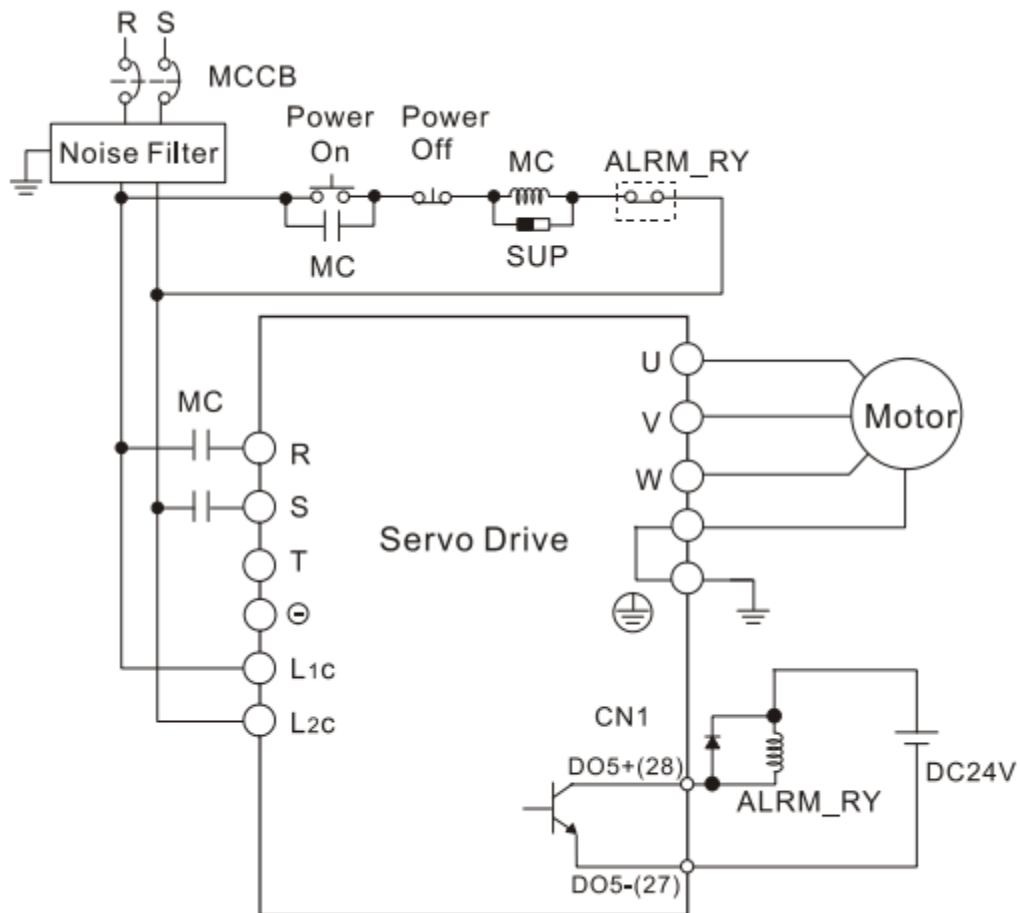 R S
MCCB
Noise Filter
Power
On
Power
Off
MC
ALRM_RY
MC
SUP
MC
R
S
T
⊖
L1c
L2c
Servo Drive
U
V
W
Motor
CN1
DO5+(28)
DO5-(27)
ALRM_RY
DC24V